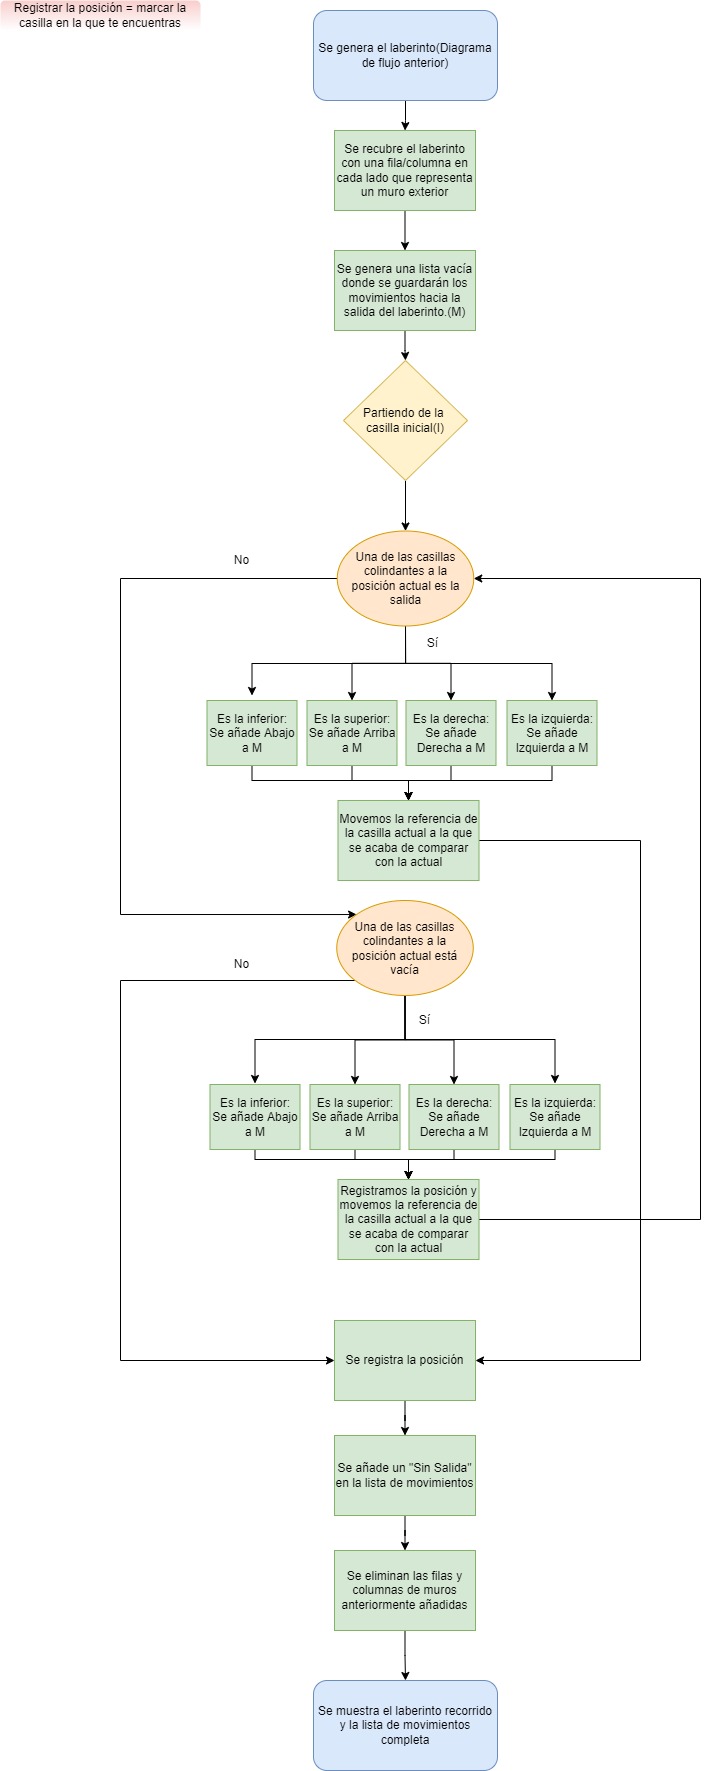 Registrar la posición = marcar la
casilla en la que te encuentras
Se genera el laberinto(Diagrama
de flujo anterior)
Se recubre el laberinto
con una fila/columna en
cada lado que representa
un muro exterior
Se genera una lista vacía
donde se guardarán los
movimientos hacia la
salida del laberinto.(M)
Partiendo de la
casilla inicial(I)
Una de las casillas
colindantes a la
posición actual es la
salida
No
Sí
Es la inferior:
Se añade Abajo
a M
Es la superior:
Se añade Arriba
a M
Es la derecha:
Se añade
Derecha a M
Es la izquierda:
Se añade
Izquierda a M
Movemos la referencia de
la casilla actual a la que
se acaba de comparar
con la actual
Una de las casillas
colindantes a la
posición actual está
vacía
No
Sí
Es la inferior:
Se añade Abajo
a M
Es la superior:
Se añade Arriba
a M
Es la derecha:
Se añade
Derecha a M
Es la izquierda:
Se añade
Izquierda a M
Registramos la posición y
movemos la referencia de
la casilla actual a la que
se acaba de comparar
con la actual
Se registra la posición
Se añade un "Sin Salida"
en la lista de movimientos
Se eliminan las filas y
columnas de muros
anteriormente añadidas
Se muestra el laberinto recorrido
y la lista de movimientos
completa